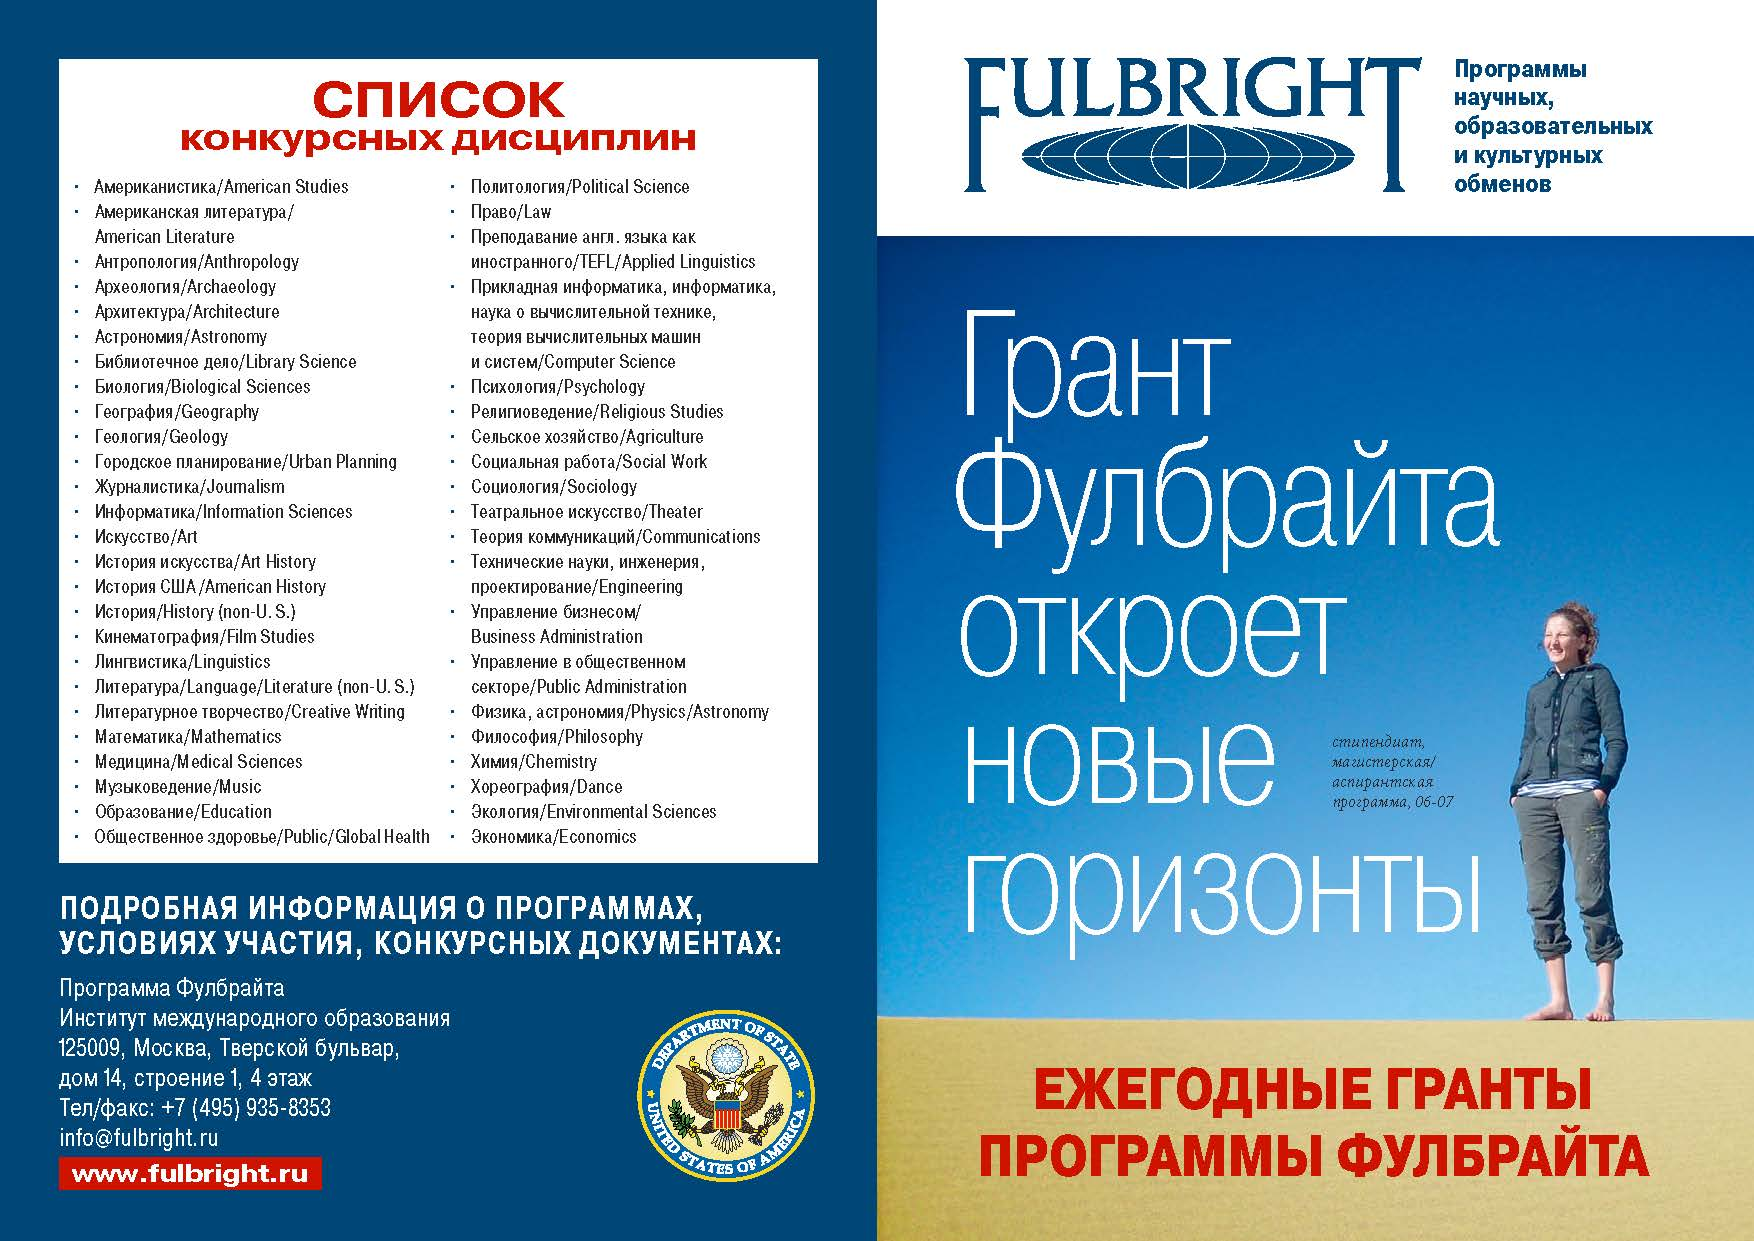 СПИСОК
КОНКУРСНЫХ ДИСЦИПЛИН
• Американистика/American Studies
• Американская литература/
American Literature
• Антропология/Anthropology
• Археология/Archaeology
• Архитектура/Architecture
• Астрономия/Astronomy
• Библиотечное дело/Library Science
• Биология/Biological Sciences
• География/Geography
• Геология/Geology
• Городское планирование/Urban Planning
• Журналистика/Journalism
• Информатика/Information Sciences
• Искусство/Art
• История искусства/Art History
• История США/American History
• История/History (non-U. S.)
• Кинематография/Film Studies
• Лингвистика/Linguistics
• Литература/Language/Literature (non-U. S.)
• Литературное творчество/Creative Writing
• Математика/Mathematics
• Медицина/Medical Sciences
• Музыковедение/Music
• Образование/Education
• Общественное здоровье/Public/Global Health
• Политология/Political Science
• Право/Law
• Преподавание англ. языка как
иностранного/TEFL/Applied Linguistics
• Прикладная информатика, информатика,
наука о вычислительной технике,
теория вычислительных машин
и систем/Computer Science
• Психология/Psychology
• Религиоведение/Religious Studies
• Сельское хозяйство/Agriculture
• Социальная работа/Social Work
• Социология/Sociology
• Театральное искусство/Theater
• Теория коммуникаций/Communications
• Технические науки, инженерия,
проектирование/Engineering
• Управление бизнесом/
Business Administration
• Управление в общественном
секторе/Public Administration
• Физика, астрономия/Physics/Astronomy
• Философия/Philosophy
• Химия/Chemistry
• Хореография/Dance
• Экология/Environmental Sciences
• Экономика/Economics
ПОДРОБНАЯ ИНФОРМАЦИЯ О ПРОГРАММАХ,
УСЛОВИЯХ УЧАСТИЯ, КОНКУРСНЫХ ДОКУМЕНТАХ:
Программа Фулбрайта
Институт международного образования
125009, Москва, Тверской бульвар,
дом 14, строение 1, 4 этаж
Тел/факс: +7 (495) 935-8353
info@fulbright.ru
www.fulbright.ru
DEPARTMENT OF STATE
UNITED STATES OF AMERICA
FULBRIGHT
Программы
научных,
образовательных
и культурных
обменов
Грант
Фулбрайта
откроет
новые
горизонты
стипендиат,
магистерская/
аспирантская
программа, 06-07
ЕЖЕГОДНЫЕ ГРАНТЫ
ПРОГРАММЫ ФУЛБРАЙТА